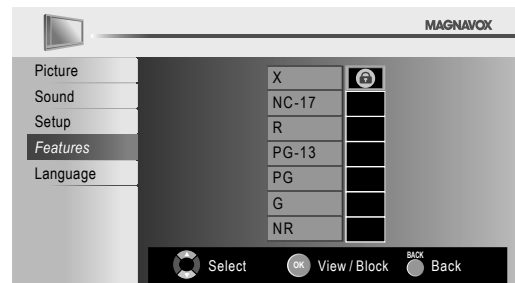 MAGNAVOX
Picture
Sound
Setup
Features
Language
X
NC-17
R
PG-13
PG
G
NR
Select
OK View / Block
BACK Back